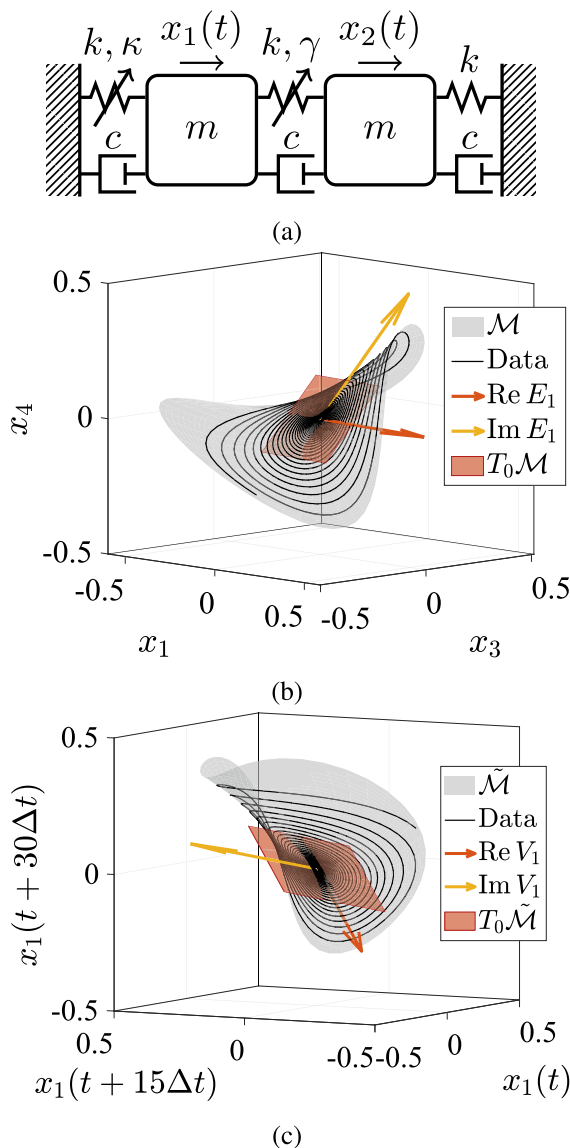 x₁(t) x₂(t)
k, κ k, γ k
m m
c c c
(a)
0.5
0
-0.5
x₄
-0.5 0 0.5
x₁
-0.5 0 0.5
x₃
ℳ
Data
Re E₁
Im E₁
T₀ℳ
(b)
0.5
0
-0.5
x₁(t + 30Δt)
0.5 0 -0.5
x₁(t + 15Δt)
-0.5 0 0.5
x₁(t)
ℳ̃
Data
Re V₁
Im V₁
T₀ℳ̃
(c)